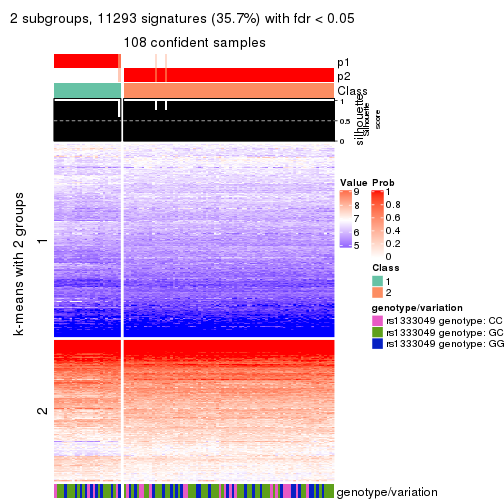 2 subgroups, 11293 signatures (35.7%) with fdr < 0.05
108 confident samples
p1
p2
Class
1
0.5
0
silhouette
Silhouette
score
k-means with 2 groups
1
2
Value
9
8
7
6
5
Prob
1
0.8
0.6
0.4
0.2
0
Class
1
2
genotype/variation
rs1333049 genotype: CC
rs1333049 genotype: GC
rs1333049 genotype: GG
genotype/variation